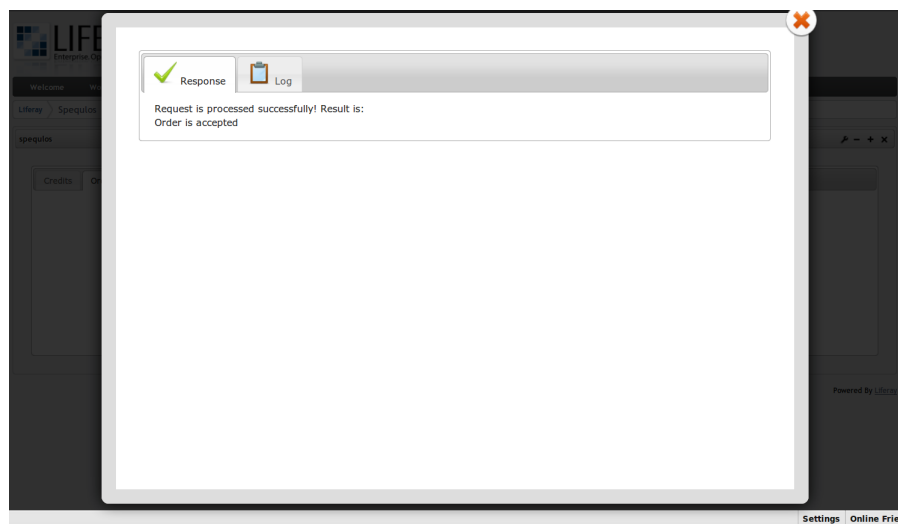 LIFE
Enterprise. Op
Welcome
Liferay Spequlos
spequlos
Credits
Response Log
Request is processed successfully! Result is:
Order is accepted
Powered By Liferay
Settings Online Frie